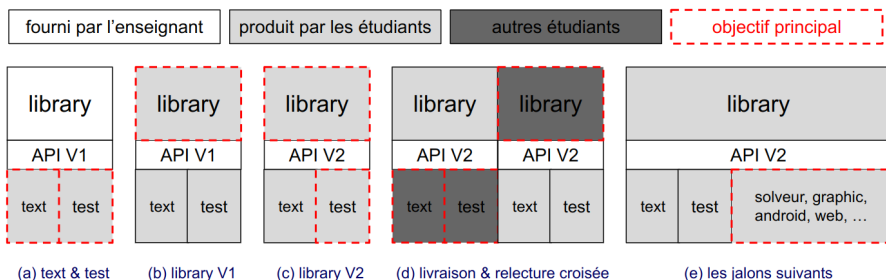 fourni par l'enseignant
produit par les étudiants
autres étudiants
objectif principal
library
API V1
text
test
(a) text & test
library
API V1
text
test
(b) library V1
library
API V2
text
test
(c) library V2
library
library
API V2
API V2
text
test
text
test
(d) livraison & relecture croisée
library
API V2
text
test
solveur, graphic,
android, web, ...
(e) les jalons suivants